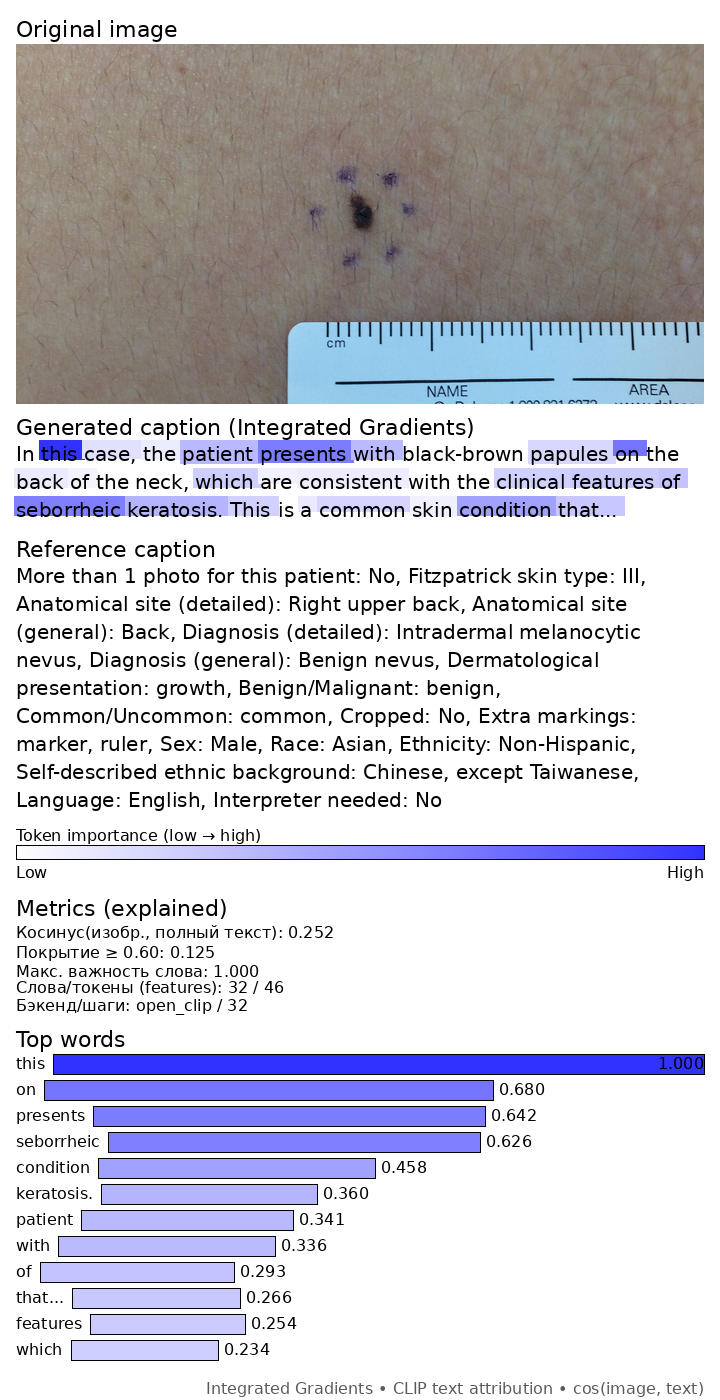 Original image
cm
NAME
AREA
Generated caption (Integrated Gradients)
In this case, the patient presents with black-brown papules on the
back of the neck, which are consistent with the clinical features of
seborrheic keratosis. This is a common skin condition that...
Reference caption
More than 1 photo for this patient: No, Fitzpatrick skin type: III,
Anatomical site (detailed): Right upper back, Anatomical site
(general): Back, Diagnosis (detailed): Intradermal melanocytic
nevus, Diagnosis (general): Benign nevus, Dermatological
presentation: growth, Benign/Malignant: benign,
Common/Uncommon: common, Cropped: No, Extra markings:
marker, ruler, Sex: Male, Race: Asian, Ethnicity: Non-Hispanic,
Self-described ethnic background: Chinese, except Taiwanese,
Language: English, Interpreter needed: No
Token importance (low → high)
Low High
Metrics (explained)
Косинус(изобр., полный текст): 0.252
Покрытие ≥ 0.60: 0.125
Макс. важность слова: 1.000
Слова/токены (features): 32 / 46
Бэкенд/шаги: open_clip / 32
Top words
this 1.000
on 0.680
presents 0.642
seborrheic 0.626
condition 0.458
keratosis. 0.360
patient 0.341
with 0.336
of 0.293
that... 0.266
features 0.254
which 0.234
Integrated Gradients • CLIP text attribution • cos(image, text)